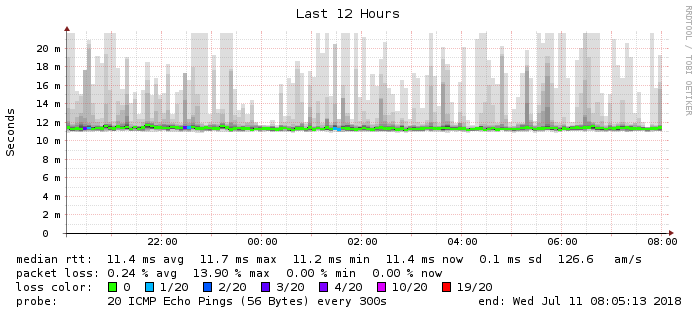 Last 12 Hours
RRDTOOL / TOBI OETIKER
Seconds
20 m
18 m
16 m
14 m
12 m
10 m
8 m
6 m
4 m
2 m
0
22:00 00:00 02:00 04:00 06:00 08:00
median rtt: 11.4 ms avg 11.7 ms max 11.2 ms min 11.4 ms now 0.1 ms sd 126.6 am/s
packet loss: 0.24 % avg 13.90 % max 0.00 % min 0.00 % now
loss color: 0 1/20 2/20 3/20 4/20 10/20 19/20
probe: 20 ICMP Echo Pings (56 Bytes) every 300s end: Wed Jul 11 08:05:13 2018